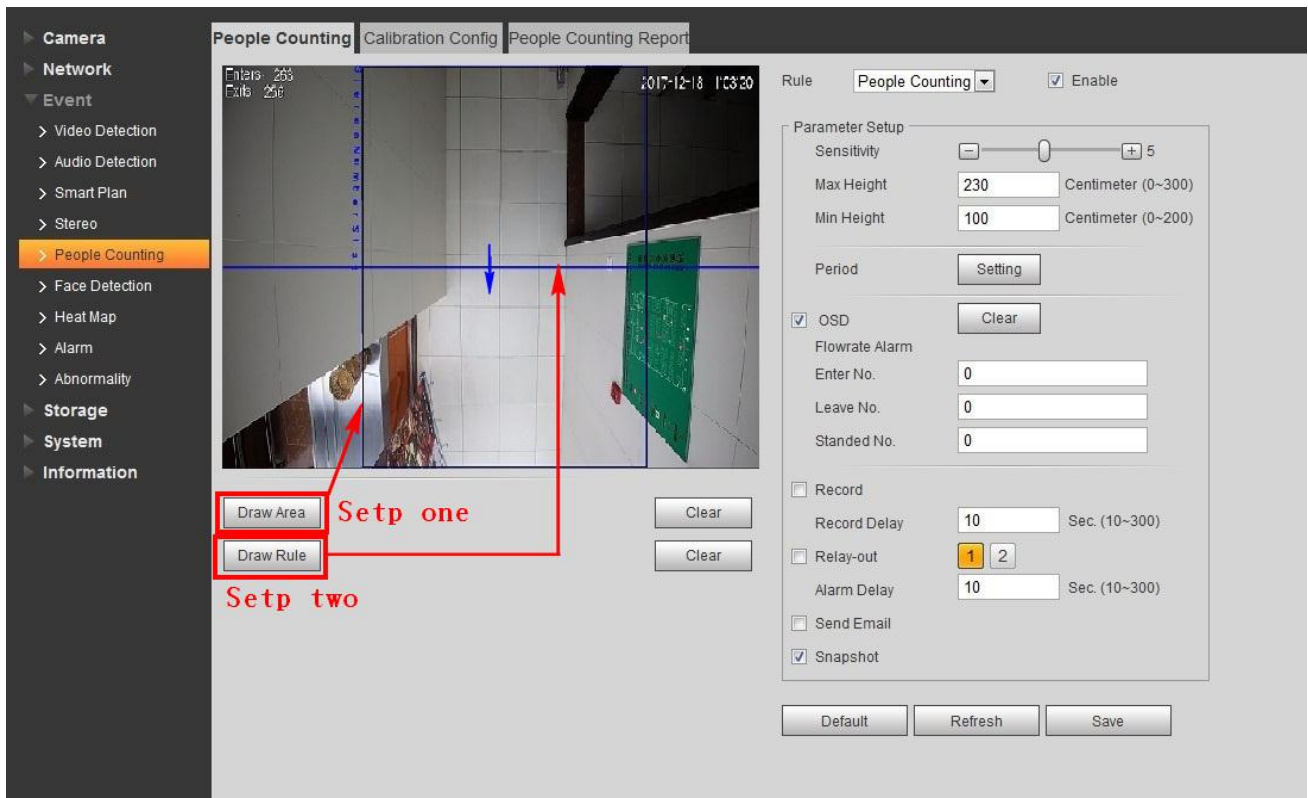 Camera
Network
Event
Video Detection
Audio Detection
Smart Plan
Stereo
People Counting
Face Detection
Heat Map
Alarm
Abnormality
Storage
System
Information
People Counting
Calibration Config
People Counting Report
Enters
Exits
2017-12-18
Draw Area
Setp one
Clear
Draw Rule
Clear
Setp two
Rule
People Counting
Enable
Parameter Setup
Sensitivity
5
Max Height
230
Centimeter (0~300)
Min Height
100
Centimeter (0~200)
Period
Setting
OSD
Clear
Flowrate Alarm
Enter No.
0
Leave No.
0
Standed No.
0
Record
Record Delay
10
Sec. (10~300)
Relay-out
1
2
Alarm Delay
10
Sec. (10~300)
Send Email
Snapshot
Default
Refresh
Save